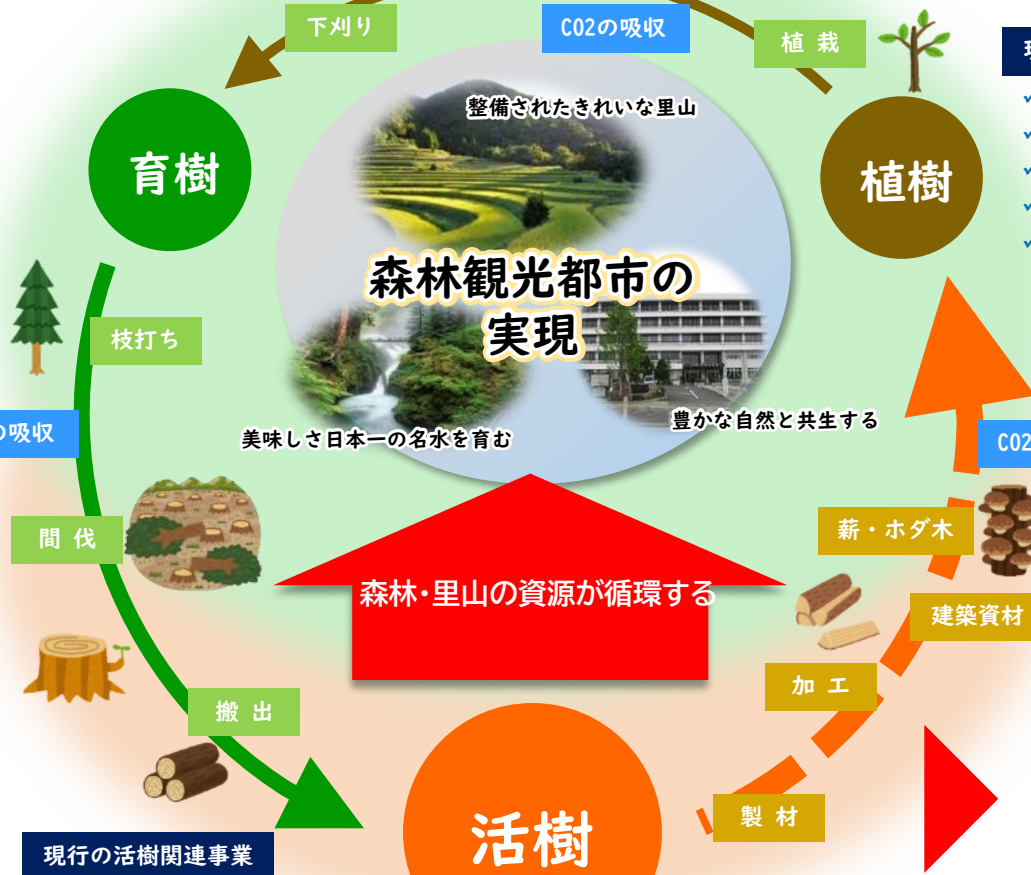 下刈り
CO2の吸収
植 栽
整備されたきれいな里山
育樹
植樹
森林観光都市の
実現
枝打ち
美味しさ日本一の名水を育む
豊かな自然と共生する
の吸収
CO2
間 伐
薪・ホダ木
森林・里山の資源が循環する
建築資材
加 工
搬 出
製 材
活樹
現行の活樹関連事業